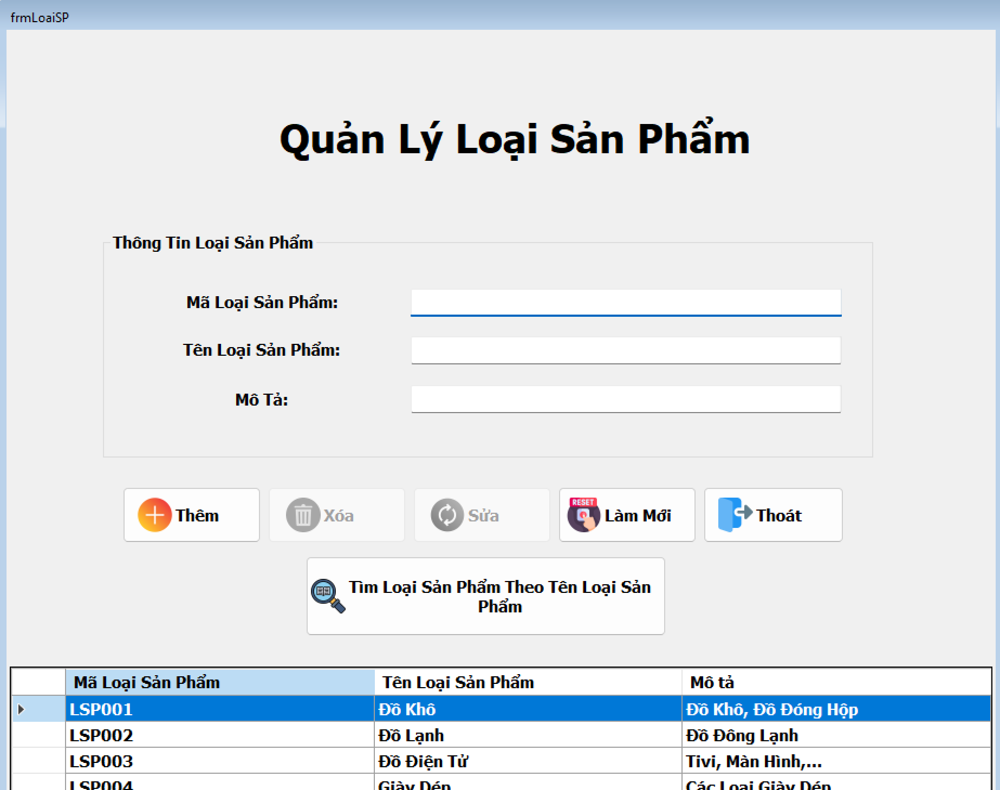 frmLoaiSP
Quản Lý Loại Sản Phẩm
Thông Tin Loại Sản Phẩm
Mã Loại Sản Phẩm:
Tên Loại Sản Phẩm:
Mô Tả:
Thêm
Xóa
Sửa
RESET
Làm Mới
Thoát
Tìm Loại Sản Phẩm Theo Tên Loại Sản
Phẩm
Mã Loại Sản Phẩm Tên Loại Sản Phẩm Mô tả
LSP001 Đồ Khô Đồ Khô, Đồ Đóng Hộp
LSP002 Đồ Lạnh Đồ Đông Lạnh
LSP003 Đồ Điện Tử Tivi, Màn Hình,...
LSP004 Giày Dép Các Loại Giày Dép